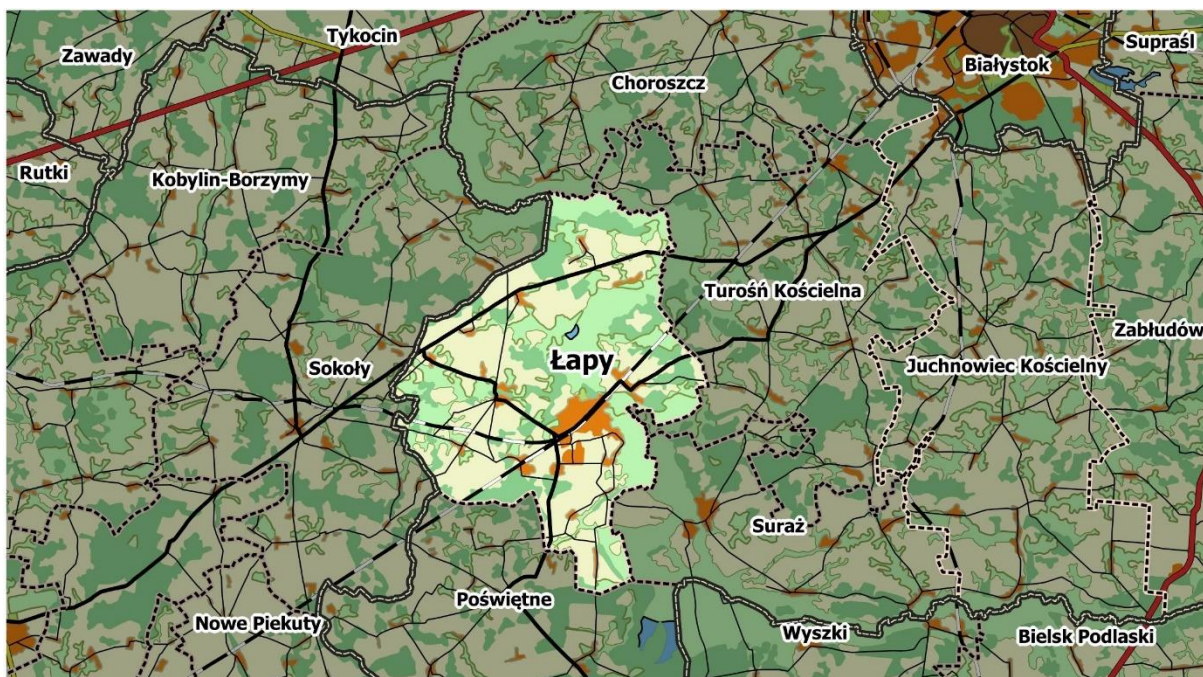 Tykocin
Supraśl
Zawady
Białystok
Choroszcz
Rutki
Kobylin-Borzymy
Turośń Kościelna
Zabłudów
Łapy
Sokoły
Juchnowiec Kościelny
Suraż
Poświętne
Nowe Piekuty
Wyszki
Bielsk Podlaski